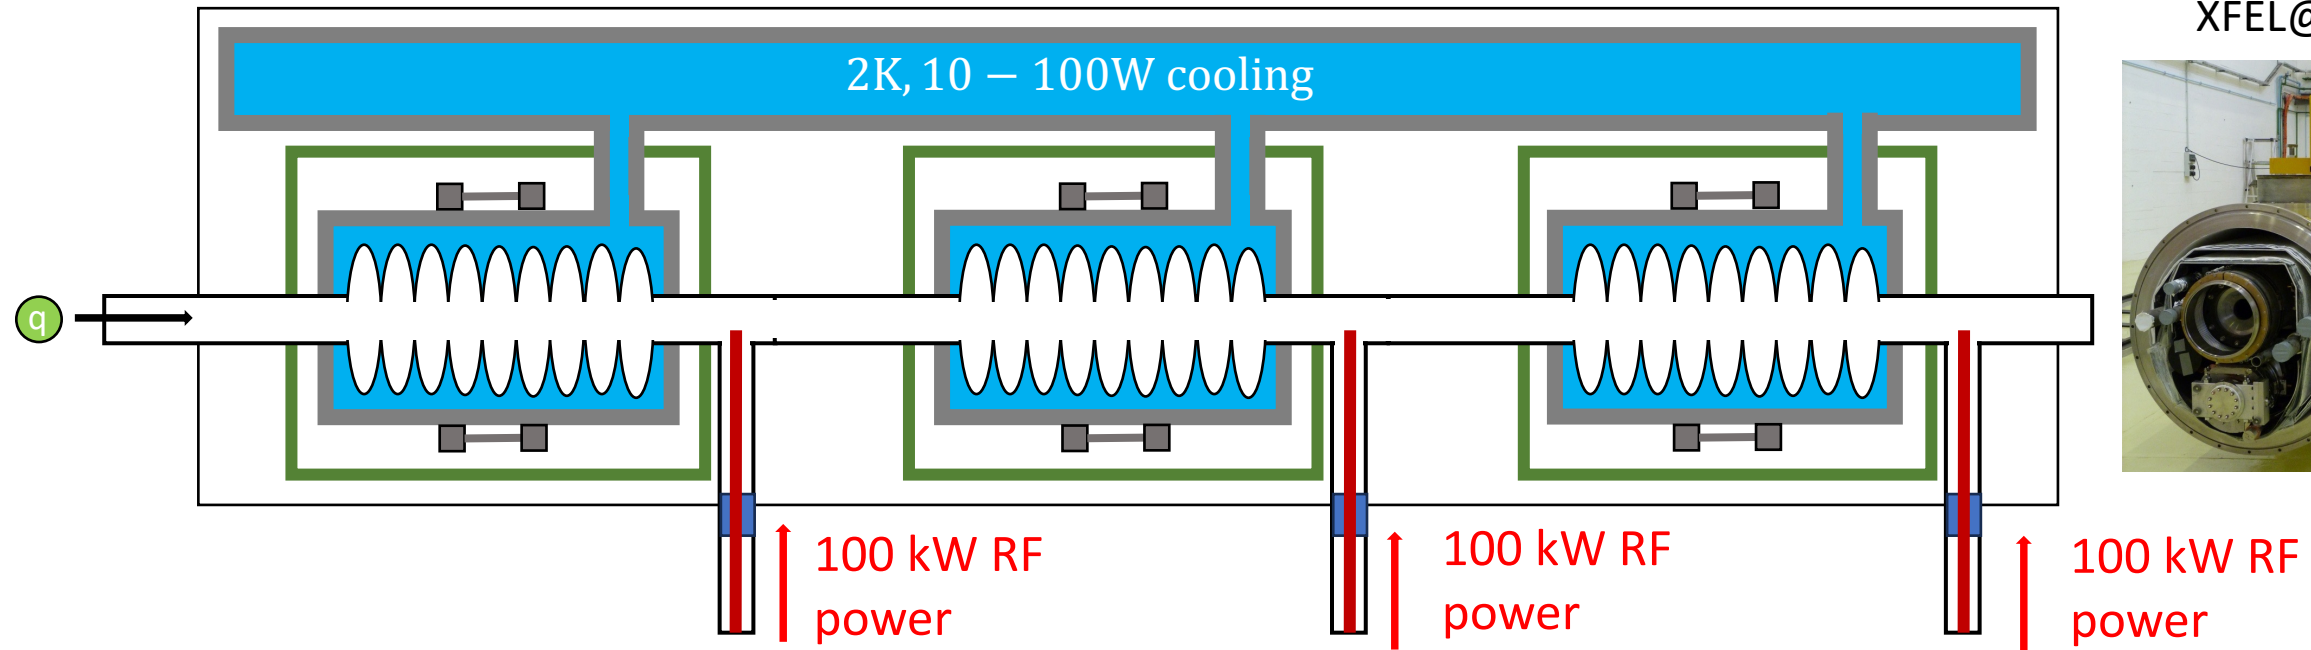 XFEL@
2K, 10 − 100W cooling
q
100 kW RF
power
100 kW RF
power
100 kW RF
power